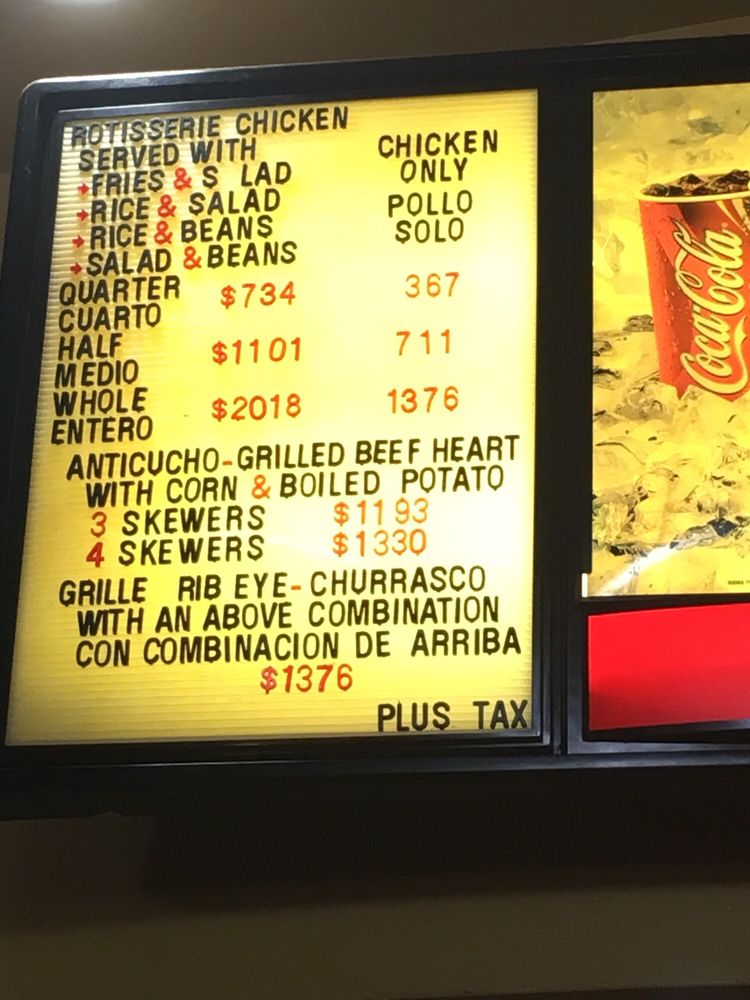 ROTISSERIE CHICKEN
SERVED WITH
FRIES & S LAD
RICE & SALAD
RICE & BEANS
SALAD & BEANS
CHICKEN
ONLY
POLLO
SOLO
QUARTER $734 367
CUARTO
HALF $1101 711
MEDIO
WHOLE $2018 1376
ENTERO
ANTICUCHO-GRILLED BEEF HEART
WITH CORN & BOILED POTATO
3 SKEWERS $1193
4 SKEWERS $1330
GRILLE RIB EYE- CHURRASCO
WITH AN ABOVE COMBINATION
CON COMBINACION DE ARRIBA
$1376
PLUS TAX
Coca-Cola